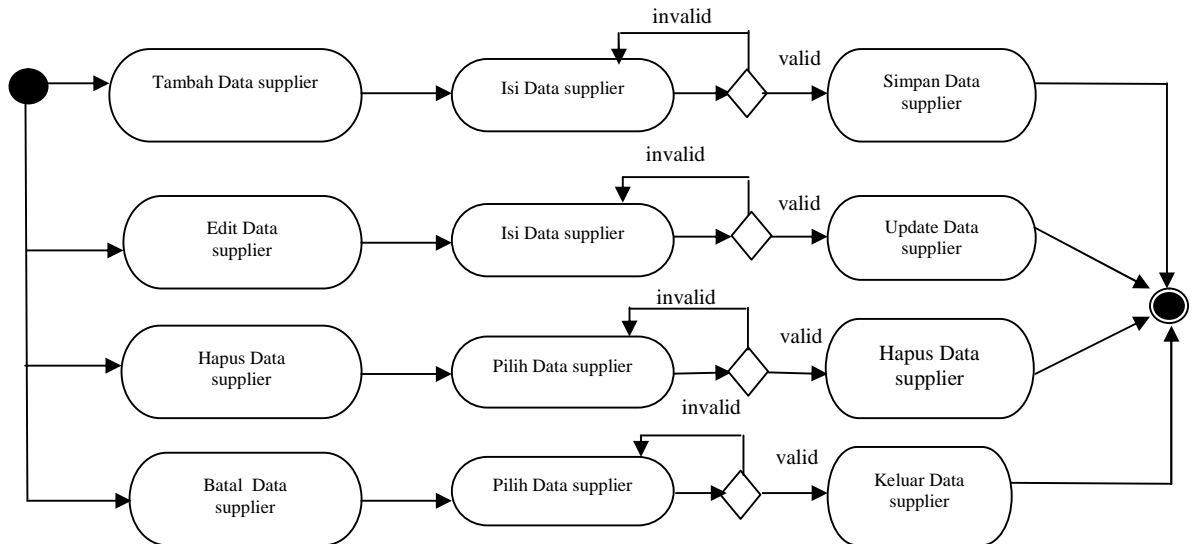 invalid
Tambah Data supplier
Isi Data supplier
valid
Simpan Data
supplier
invalid
Edit Data
supplier
Isi Data supplier
valid
Update Data
supplier
invalid
Hapus Data
supplier
Pilih Data supplier
valid
Hapus Data
supplier
invalid
Batal Data
supplier
Pilih Data supplier
valid
Keluar Data
supplier